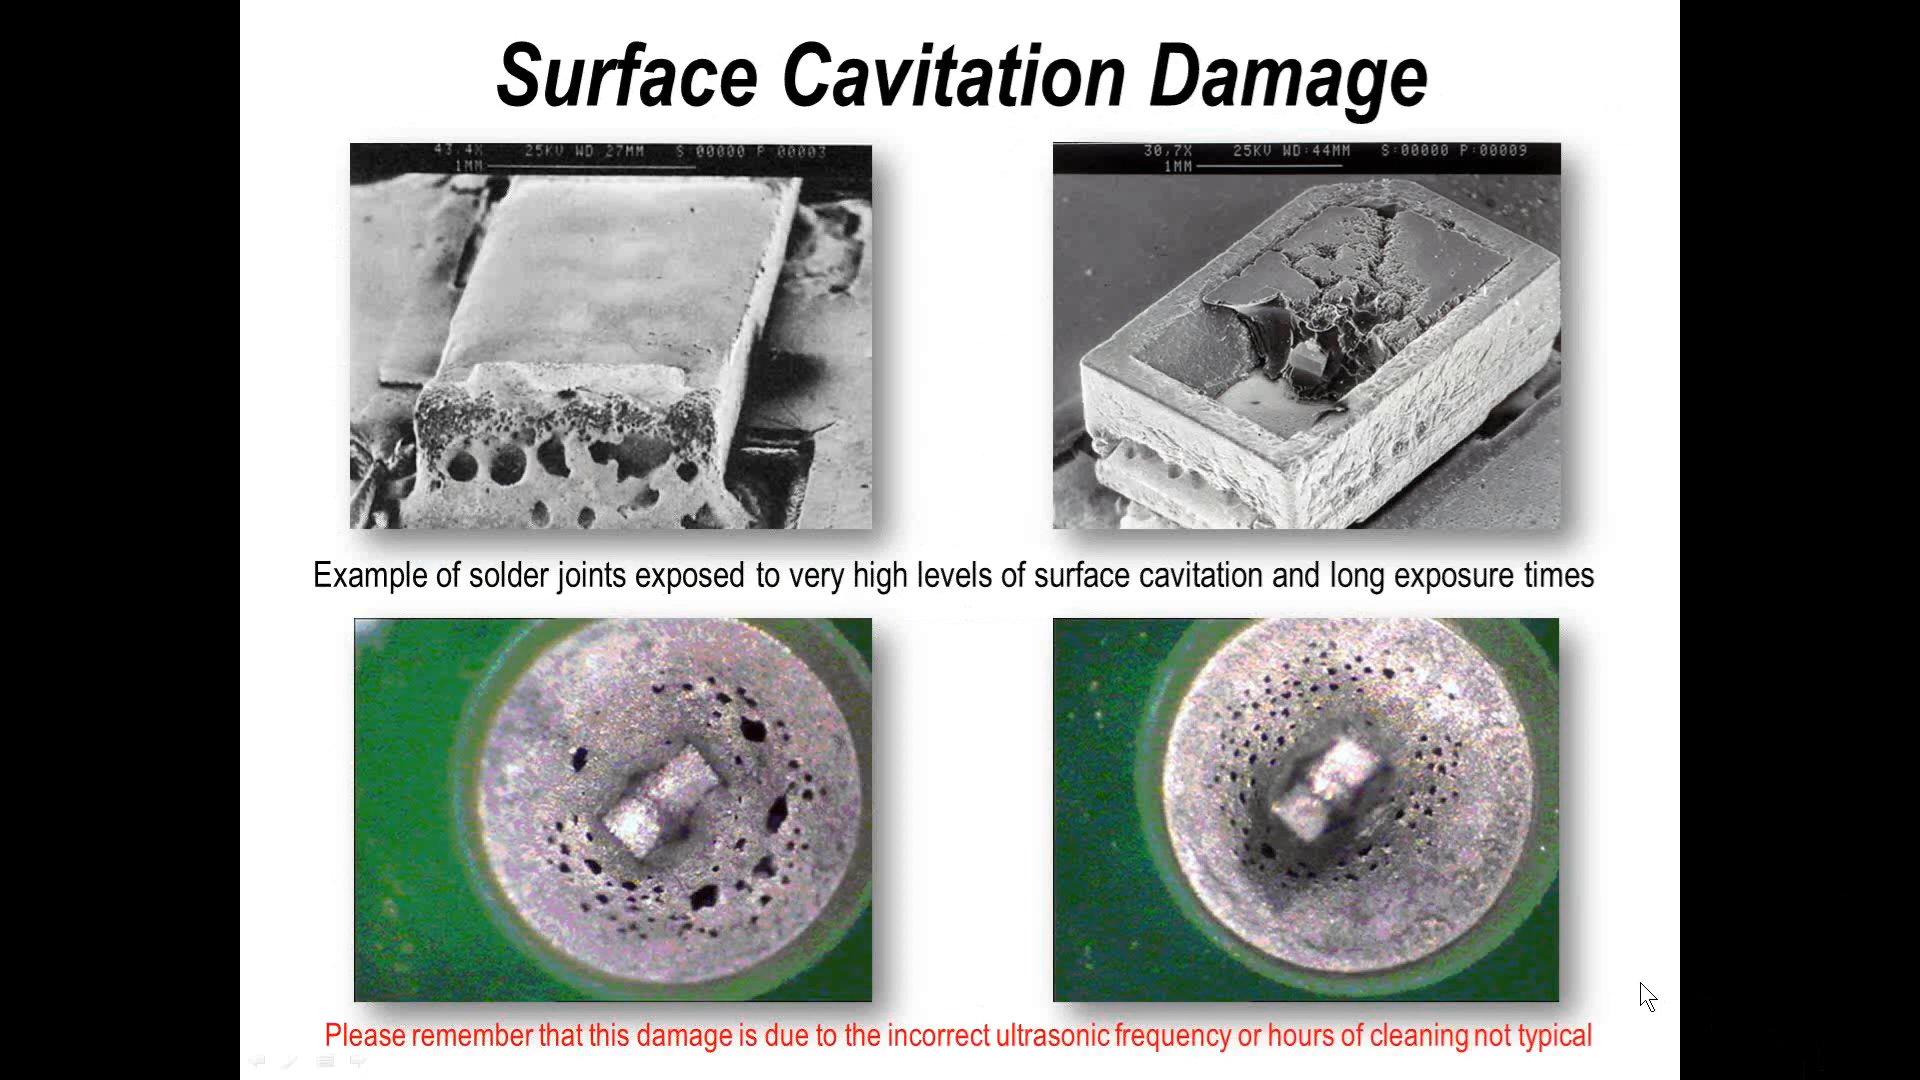 Surface Cavitation Damage
43.4X 25KV WD 27MM S 00000 P 00003
1MM
30.7X 25KV WD:44MM S:00000 P:00009
1MM
Example of solder joints exposed to very high levels of surface cavitation and long exposure times
Please remember that this damage is due to the incorrect ultrasonic frequency or hours of cleaning not typical